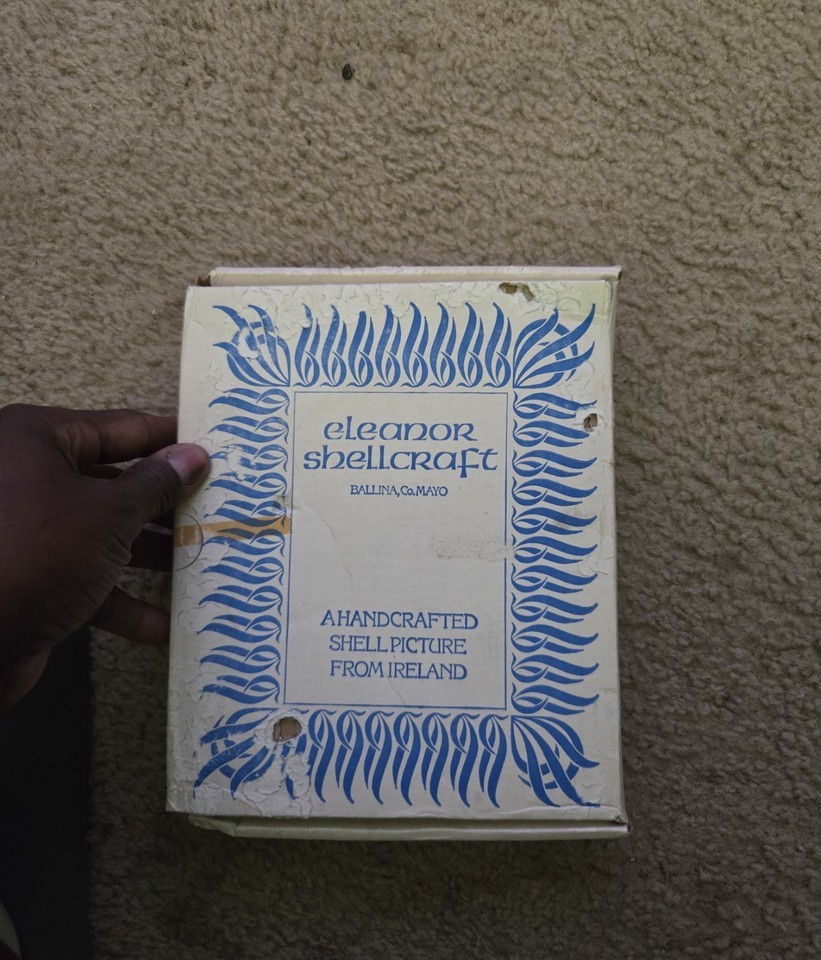 eleanor
shellcraft
BALLINA, Co. MAYO
A HANDCRAFTED
SHELL PICTURE
FROM IRELAND